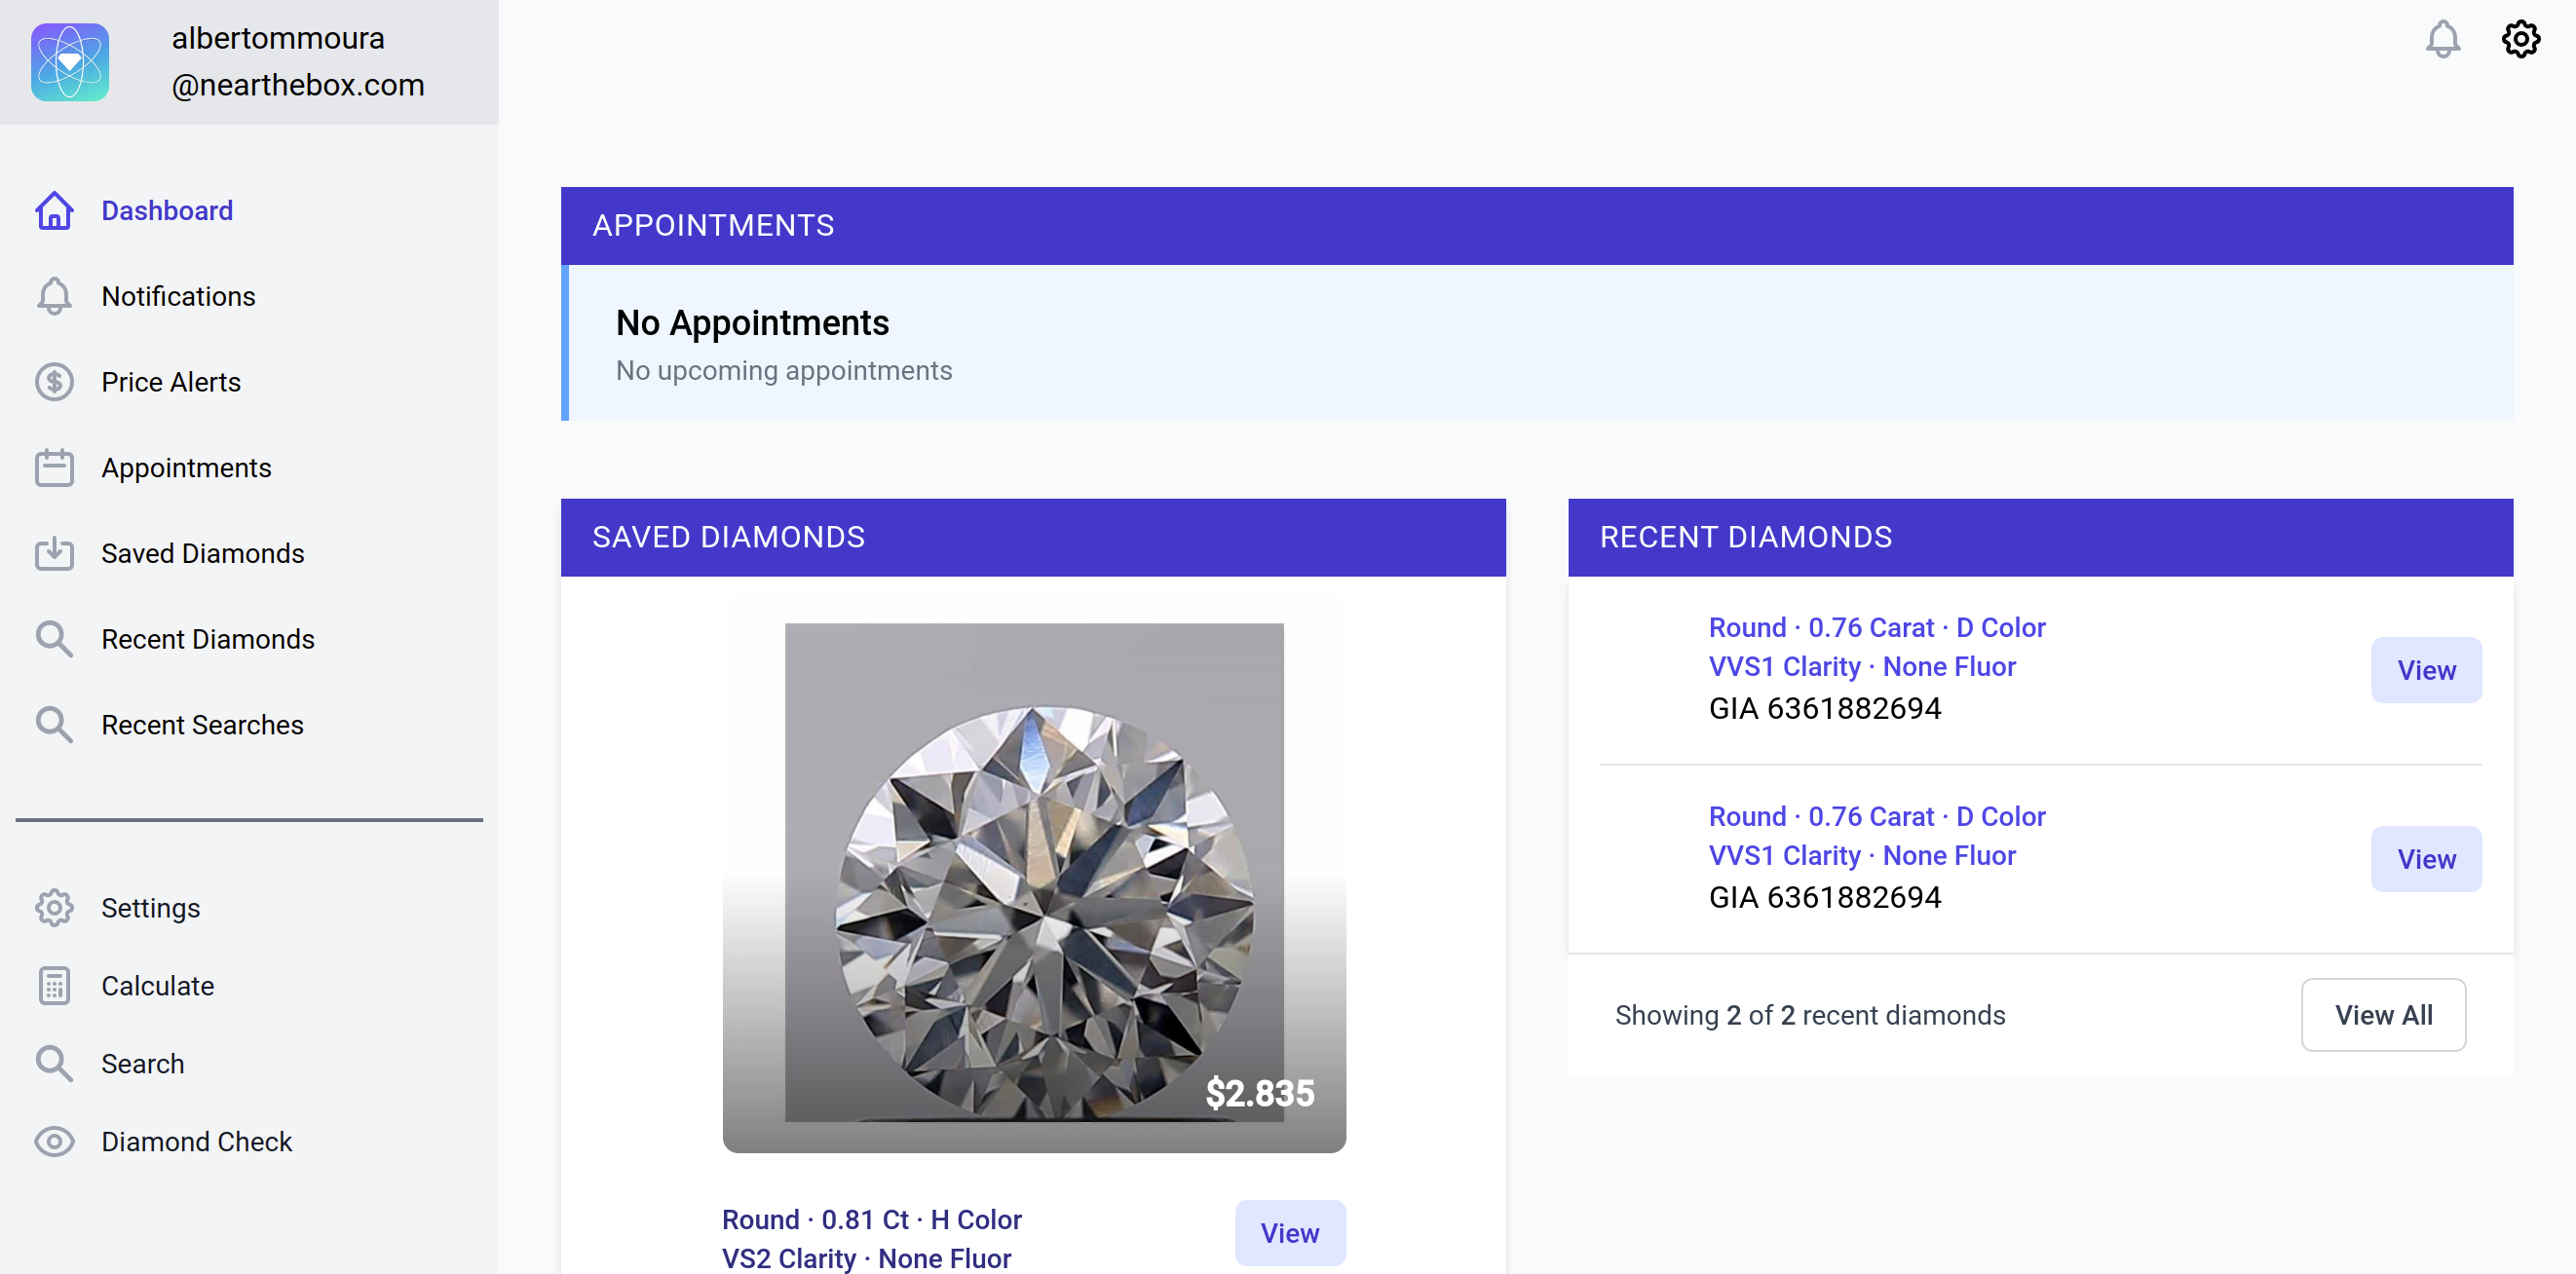 albertommoura
@nearthebox.com
Dashboard
Notifications
Price Alerts
Appointments
Saved Diamonds
Recent Diamonds
Recent Searches
Settings
Calculate
Search
Diamond Check
APPOINTMENTS
No Appointments
No upcoming appointments
SAVED DIAMONDS
$2.835
Round · 0.81 Ct · H Color
VS2 Clarity · None Fluor
View
RECENT DIAMONDS
Round · 0.76 Carat · D Color
VVS1 Clarity · None Fluor
GIA 6361882694
View
Round · 0.76 Carat · D Color
VVS1 Clarity · None Fluor
GIA 6361882694
View
Showing 2 of 2 recent diamonds
View All